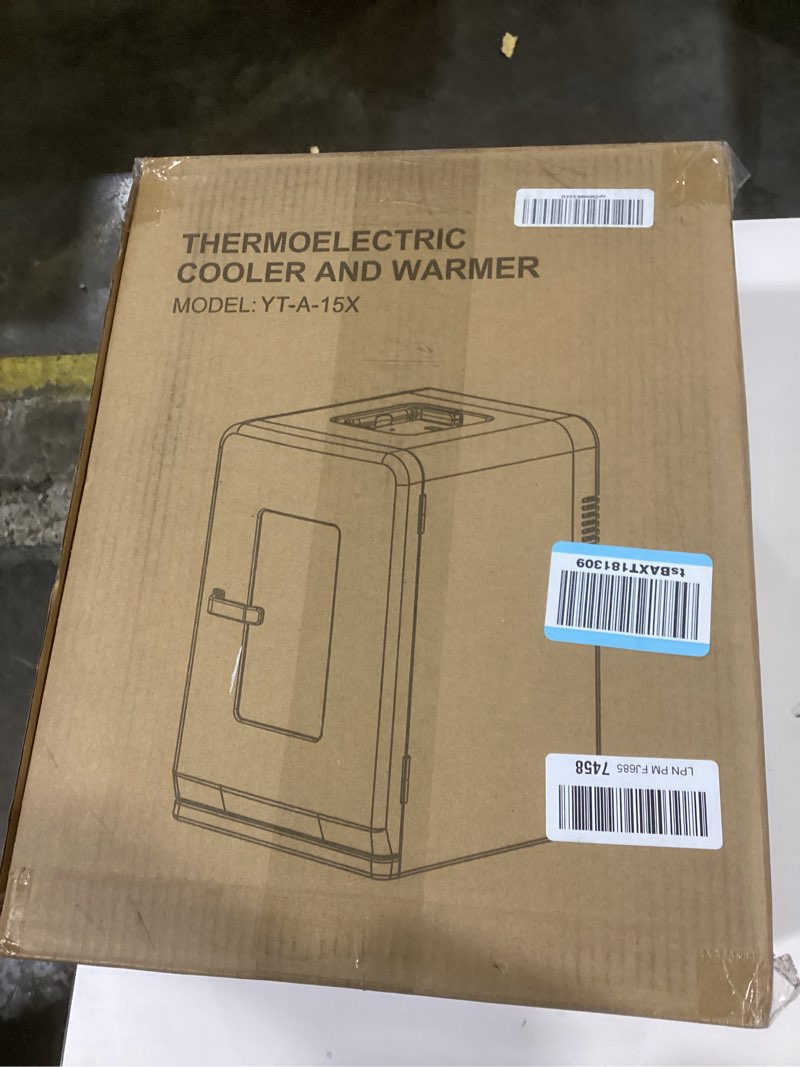 THERMOELECTRIC
COOLER AND WARMER
MODEL: YT-A-15X
tsBAXT181309
LPN PM FJ685 7458